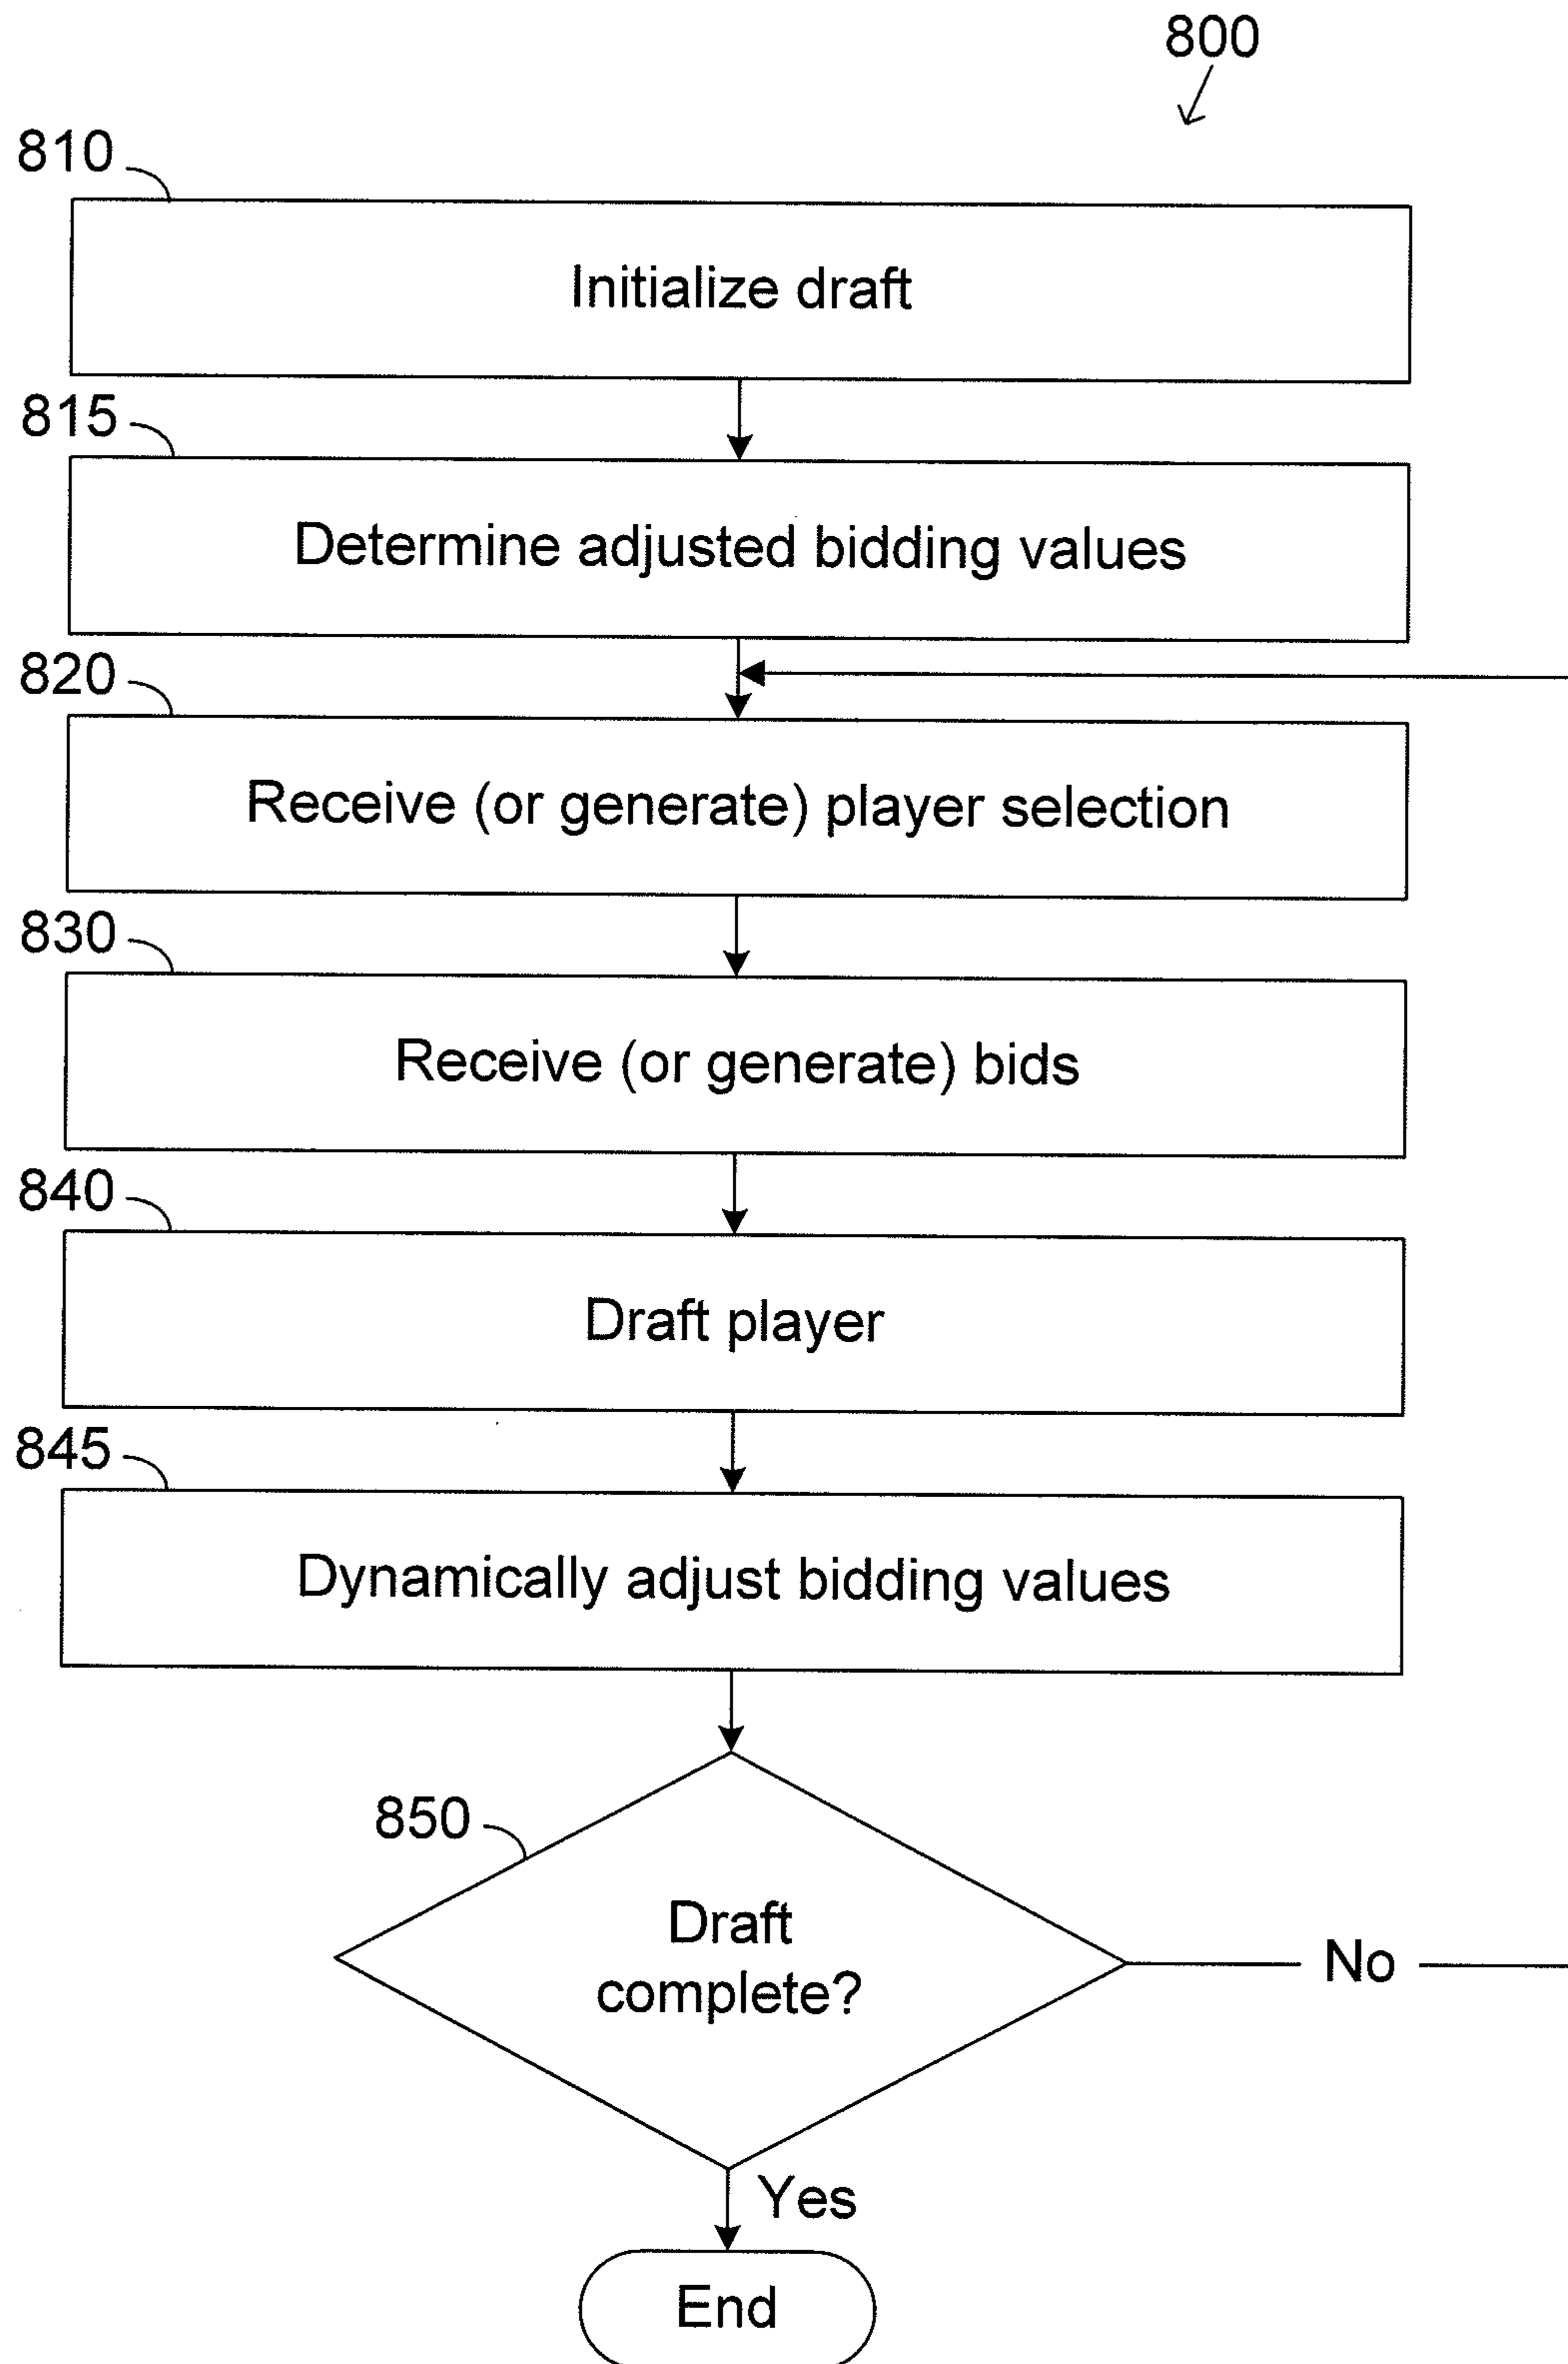 800
810
Initialize draft
815
Determine adjusted bidding values
820
Receive (or generate) player selection
830
Receive (or generate) bids
840
Draft player
845
Dynamically adjust bidding values
850
Draft
complete?
No
Yes
End